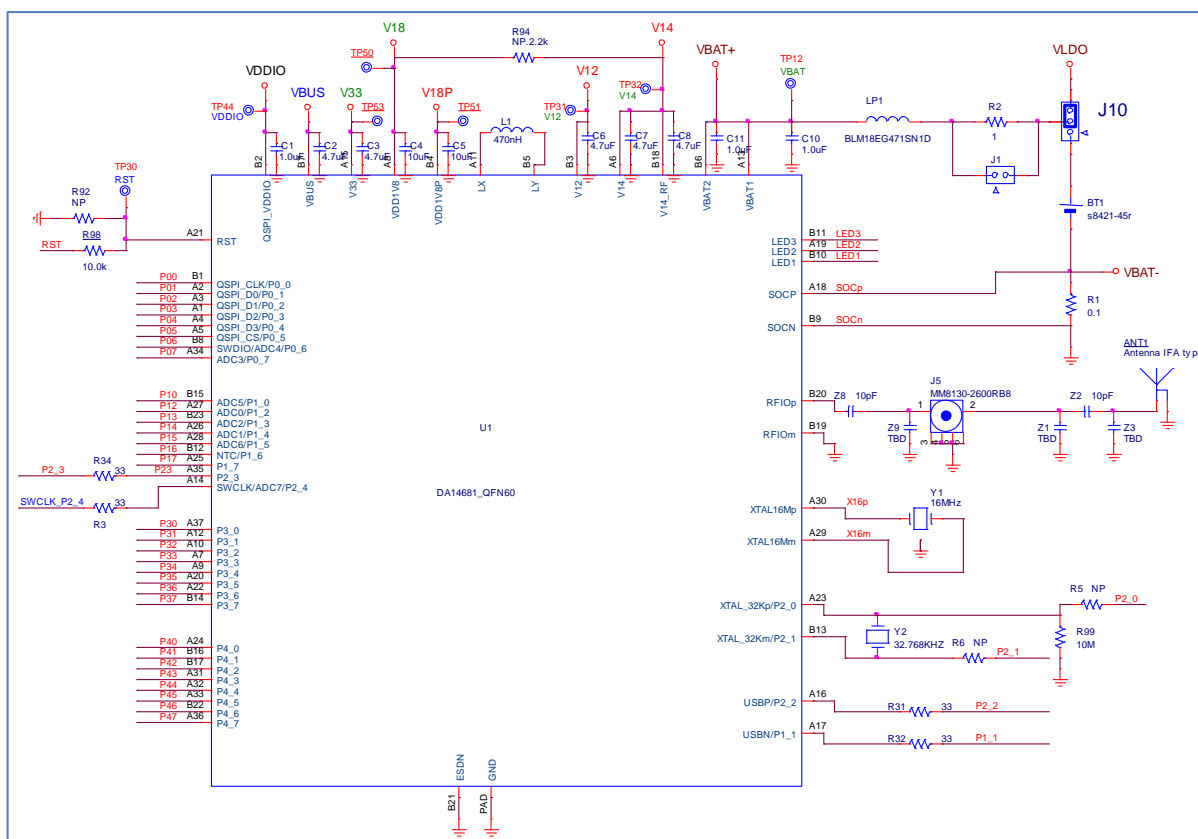 V18
R94
NP.2.2k
V14
TP50
VBAT+
TP12
VBAT
VLDO
VDDIO
VBUS
V33
V18P
V12
TP44
VDDIO
TP53
TP51
TP31
V12
TP32
V14
LP1
BLM18EG471SN1D
R2
1
J10
J1
L1
470nH
C1
1.0uF
C2
4.7uF
C3
4.7uF
C4
10uF
C5
10uF
C6
4.7uF
C7
4.7uF
C8
4.7uF
C11
1.0uF
C10
1.0uF
B2
B4
B5
B3
A6
B18
B6
QSPI_VDDIO
VBUS
V33
VDD1V8
VDD1V8P
LX
LY
V12
V14
V14_RF
VBAT2
VBAT1
TP30
RST
R92
NP
R98
RST
10.0k
A21 RST
BT1
s8421-45r
VBAT-
R1
0.1
LED3 B11 LED3
LED2 A19 LED2
LED1 B10 LED1
SOCP A18 SOCp
SOCN B9 SOCn
P00 B1 QSPI_CLK/P0_0
P01 A2 QSPI_D0/P0_1
P02 A3 QSPI_D1/P0_2
P03 A1 QSPI_D2/P0_3
P04 A4 QSPI_D3/P0_4
P05 A5 QSPI_CS/P0_5
P06 B8 SWDIO/ADC4/P0_6
P07 A34 ADC3/P0_7
P10 B15 ADC5/P1_0
P12 A27 ADC0/P1_2
P13 B23 ADC2/P1_3
P14 A26 ADC1/P1_4
P15 A28 ADC6/P1_5
P16 B12 NTC/P1_6
P17 A25 P1_7
P2_3 R34 33 P23 A35 P2_3
SWCLK_P2_4 R3 33 A14 SWCLK/ADC7/P2_4
P30 A37 P3_0
P31 A12 P3_1
P32 A10 P3_2
P33 A7 P3_3
P34 A9 P3_4
P35 A20 P3_5
P36 A22 P3_6
P37 B14 P3_7
P40 A24 P4_0
P41 B16 P4_1
P42 B17 P4_2
P43 A31 P4_3
P44 A32 P4_4
P45 A33 P4_5
P46 B22 P4_6
P47 A36 P4_7
U1
DA14681_QFN60
ANT1
Antenna IFA typ
RFIOp B20
Z8 10pF
J5
MM8130-2600RB8
1
2
3 4 5 6
Z9
TBD
Z1
TBD
Z2 10pF
Z3
TBD
RFIOm B19
XTAL16Mp A30 X16p
Y1
16MHz
XTAL16Mm A29 X16m
XTAL_32Kp/P2_0 A23
R5 NP P2_0
XTAL_32Km/P2_1 B13
Y2
32.768KHZ
R6 NP P2_1
R99
10M
USBP/P2_2 A16 R31 33 P2_2
USBN/P1_1 A17 R32 33 P1_1
ESDN
GND
B21
PAD